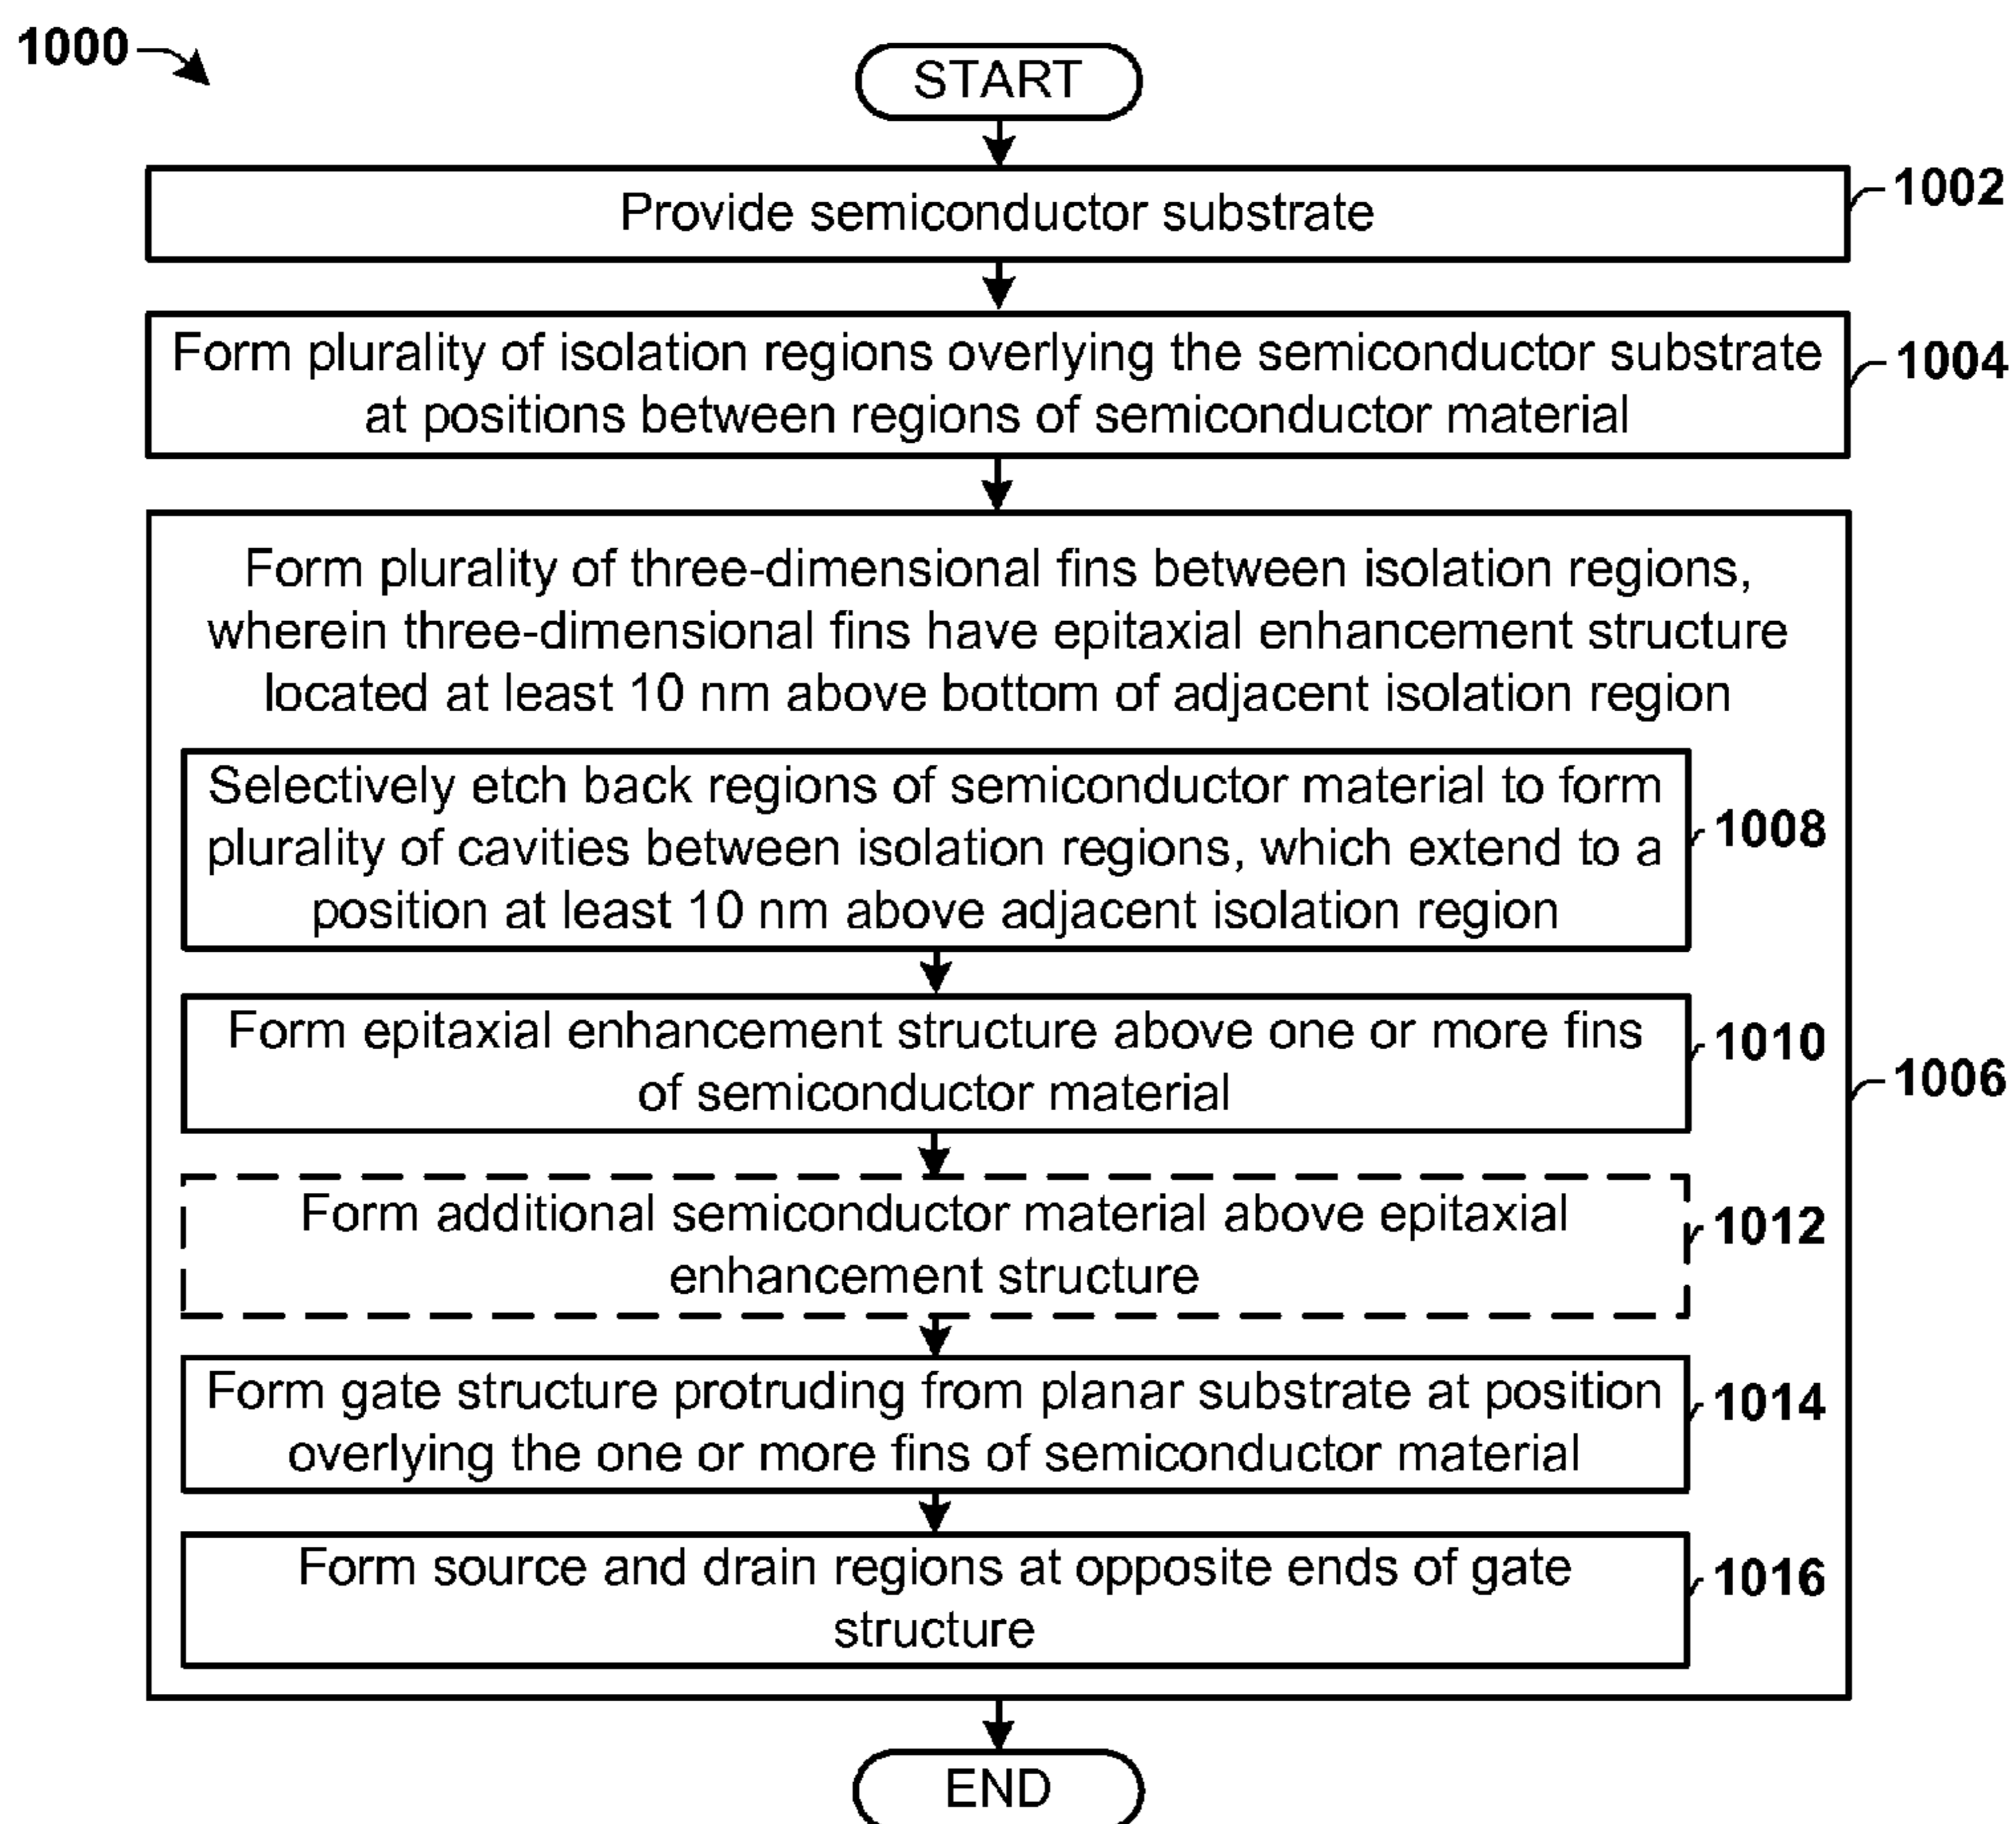 1000
START
Provide semiconductor substrate
1002
Form plurality of isolation regions overlying the semiconductor substrate
at positions between regions of semiconductor material
1004
Form plurality of three-dimensional fins between isolation regions,
wherein three-dimensional fins have epitaxial enhancement structure
located at least 10 nm above bottom of adjacent isolation region
Selectively etch back regions of semiconductor material to form
plurality of cavities between isolation regions, which extend to a
position at least 10 nm above adjacent isolation region
1008
Form epitaxial enhancement structure above one or more fins
of semiconductor material
1010
1006
Form additional semiconductor material above epitaxial
enhancement structure
1012
Form gate structure protruding from planar substrate at position
overlying the one or more fins of semiconductor material
1014
Form source and drain regions at opposite ends of gate
structure
1016
END